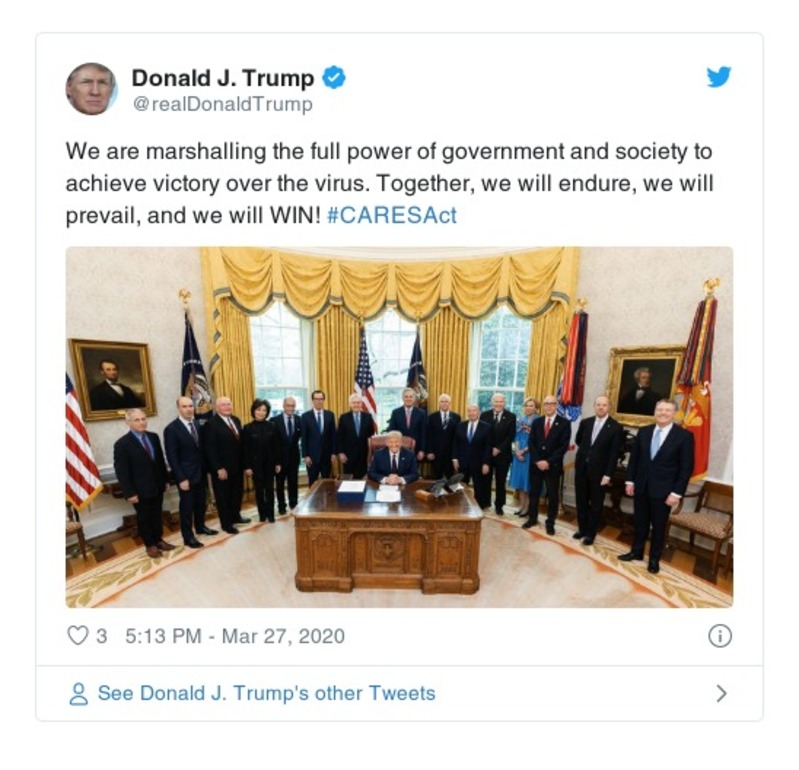 Donald J. Trump
@realDonaldTrump
We are marshalling the full power of government and society to
achieve victory over the virus. Together, we will endure, we will
prevail, and we will WIN! #CARESAct
3 5:13 PM - Mar 27, 2020
See Donald J. Trump's other Tweets